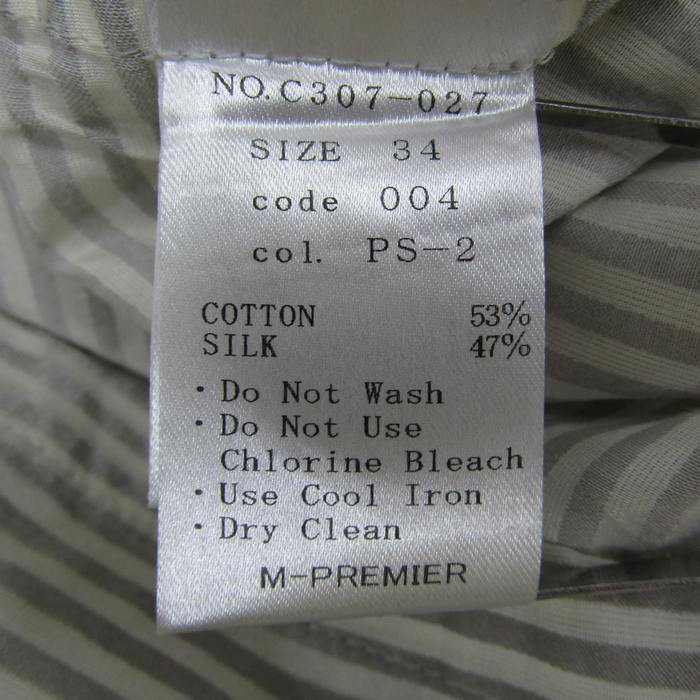 NO.C307-027
SIZE 34
code 004
col. PS-2
COTTON 53%
SILK 47%
・Do Not Wash
・Do Not Use
Chlorine Bleach
・Use Cool Iron
・Dry Clean
M-PREMIER